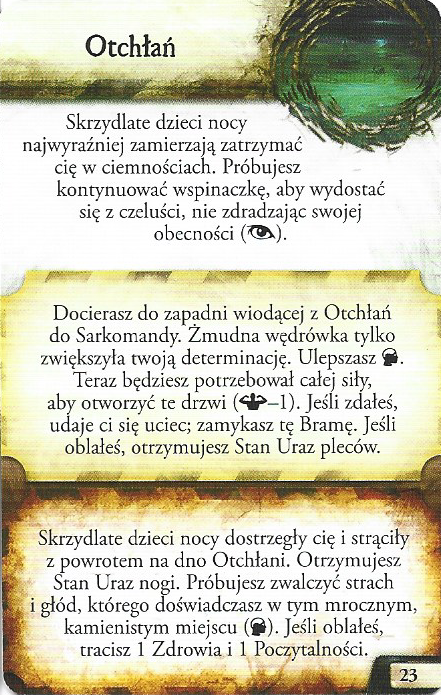 Otchłań
Skrzydlate dzieci nocy
najwyraźniej zamierzają zatrzymać
cię w ciemnościach. Próbujesz
kontynuować wspinaczkę, aby wydostać
się z czeluści, nie zdradzając swojej
obecności ( ).
Docierasz do zapadni wiodącej z Otchłań
do Sarkomandy. Żmudna wędrówka tylko
zwiększyła twoją determinację. Ulepszasz .
Teraz będziesz potrzebował całej siły,
aby otworzyć te drzwi ( –1). Jeśli zdałeś,
udaje ci się uciec; zamykasz tę Bramę. Jeśli
oblałeś, otrzymujesz Stan Uraz pleców.
Skrzydlate dzieci nocy dostrzegły cię i strąciły
z powrotem na dno Otchłani. Otrzymujesz
Stan Uraz nogi. Próbujesz zwalczyć strach
i głód, którego doświadczasz w tym mrocznym,
kamienistym miejscu ( ). Jeśli oblałeś,
tracisz 1 Zdrowia i 1 Poczytalności.
23